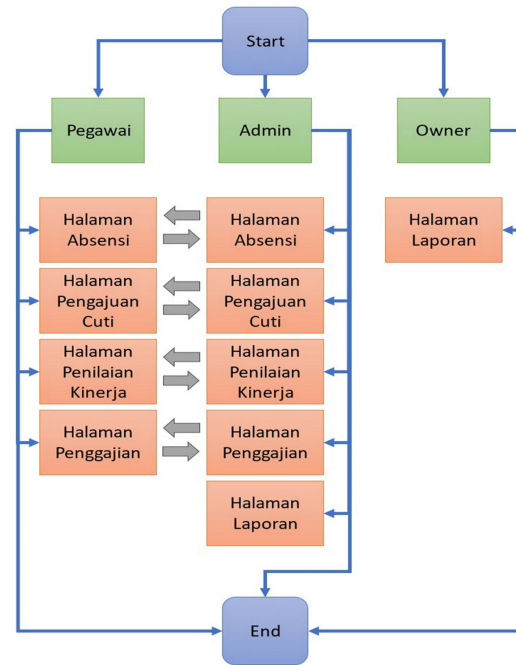 Start
Pegawai
Admin
Owner
Halaman
Absensi
Halaman
Absensi
Halaman
Laporan
Halaman
Pengajuan
Cuti
Halaman
Pengajuan
Cuti
Halaman
Penilaian
Kinerja
Halaman
Penilaian
Kinerja
Halaman
Penggajian
Halaman
Penggajian
Halaman
Laporan
End